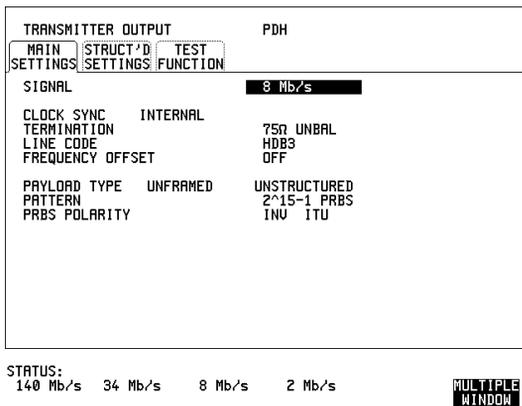 TRANSMITTER OUTPUT PDH
MAIN SETTINGS
STRUCT'D SETTINGS
TEST FUNCTION
SIGNAL 8 Mb/s
CLOCK SYNC INTERNAL
TERMINATION 75Ω UNBAL
LINE CODE HDB3
FREQUENCY OFFSET OFF
PAYLOAD TYPE UNFRAMED UNSTRUCTURED
PATTERN 2^15-1 PRBS
PRBS POLARITY INV ITU
STATUS:
140 Mb/s 34 Mb/s 8 Mb/s 2 Mb/s
MULTIPLE
WINDOW